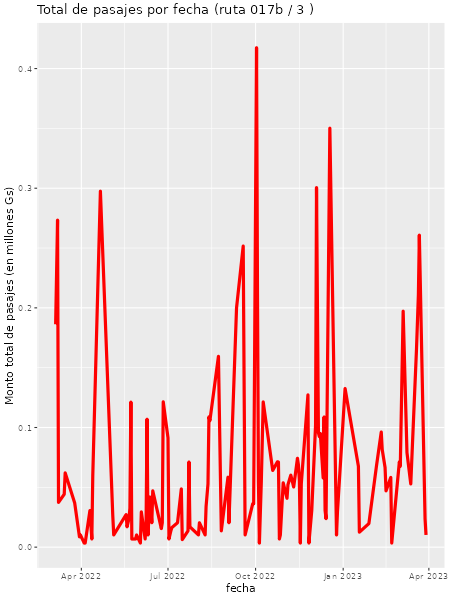 Total de pasajes por fecha (ruta 017b / 3 )
Monto total de pasajes (en millones Gs)
0.4
0.3
0.2
0.1
0.0
Apr 2022
Jul 2022
Oct 2022
Jan 2023
Apr 2023
fecha